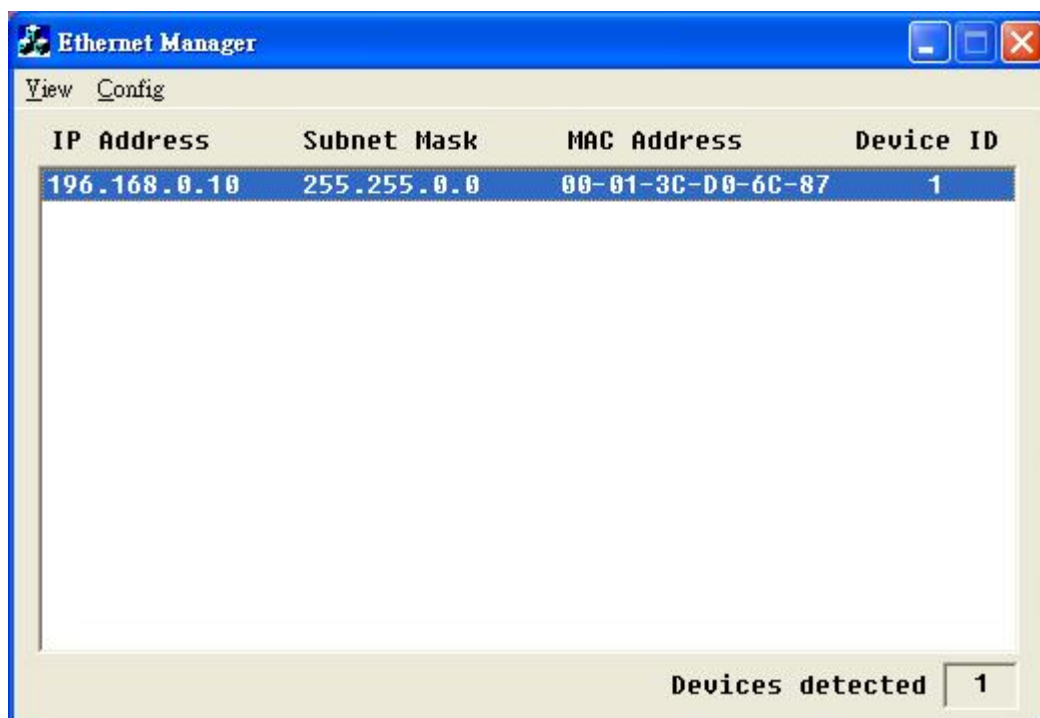 Ethernet Manager
View Config
IP Address Subnet Mask MAC Address Device ID
196.168.0.10 255.255.0.0 00-01-3C-D0-6C-87 1
Devices detected 1